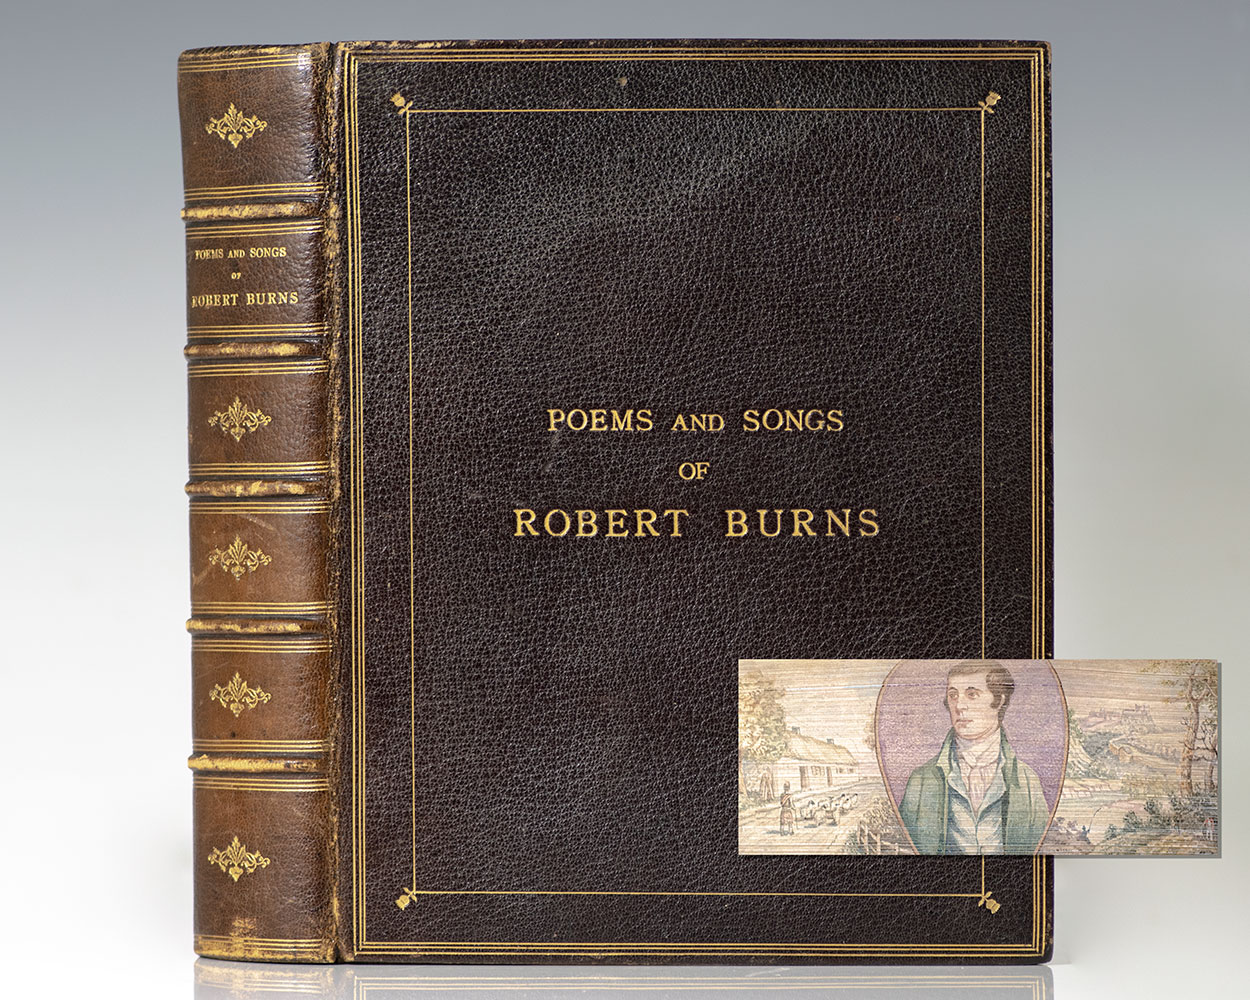 POEMS AND SONGS
OF
ROBERT BURNS
POEMS AND SONGS
OF
ROBERT BURNS